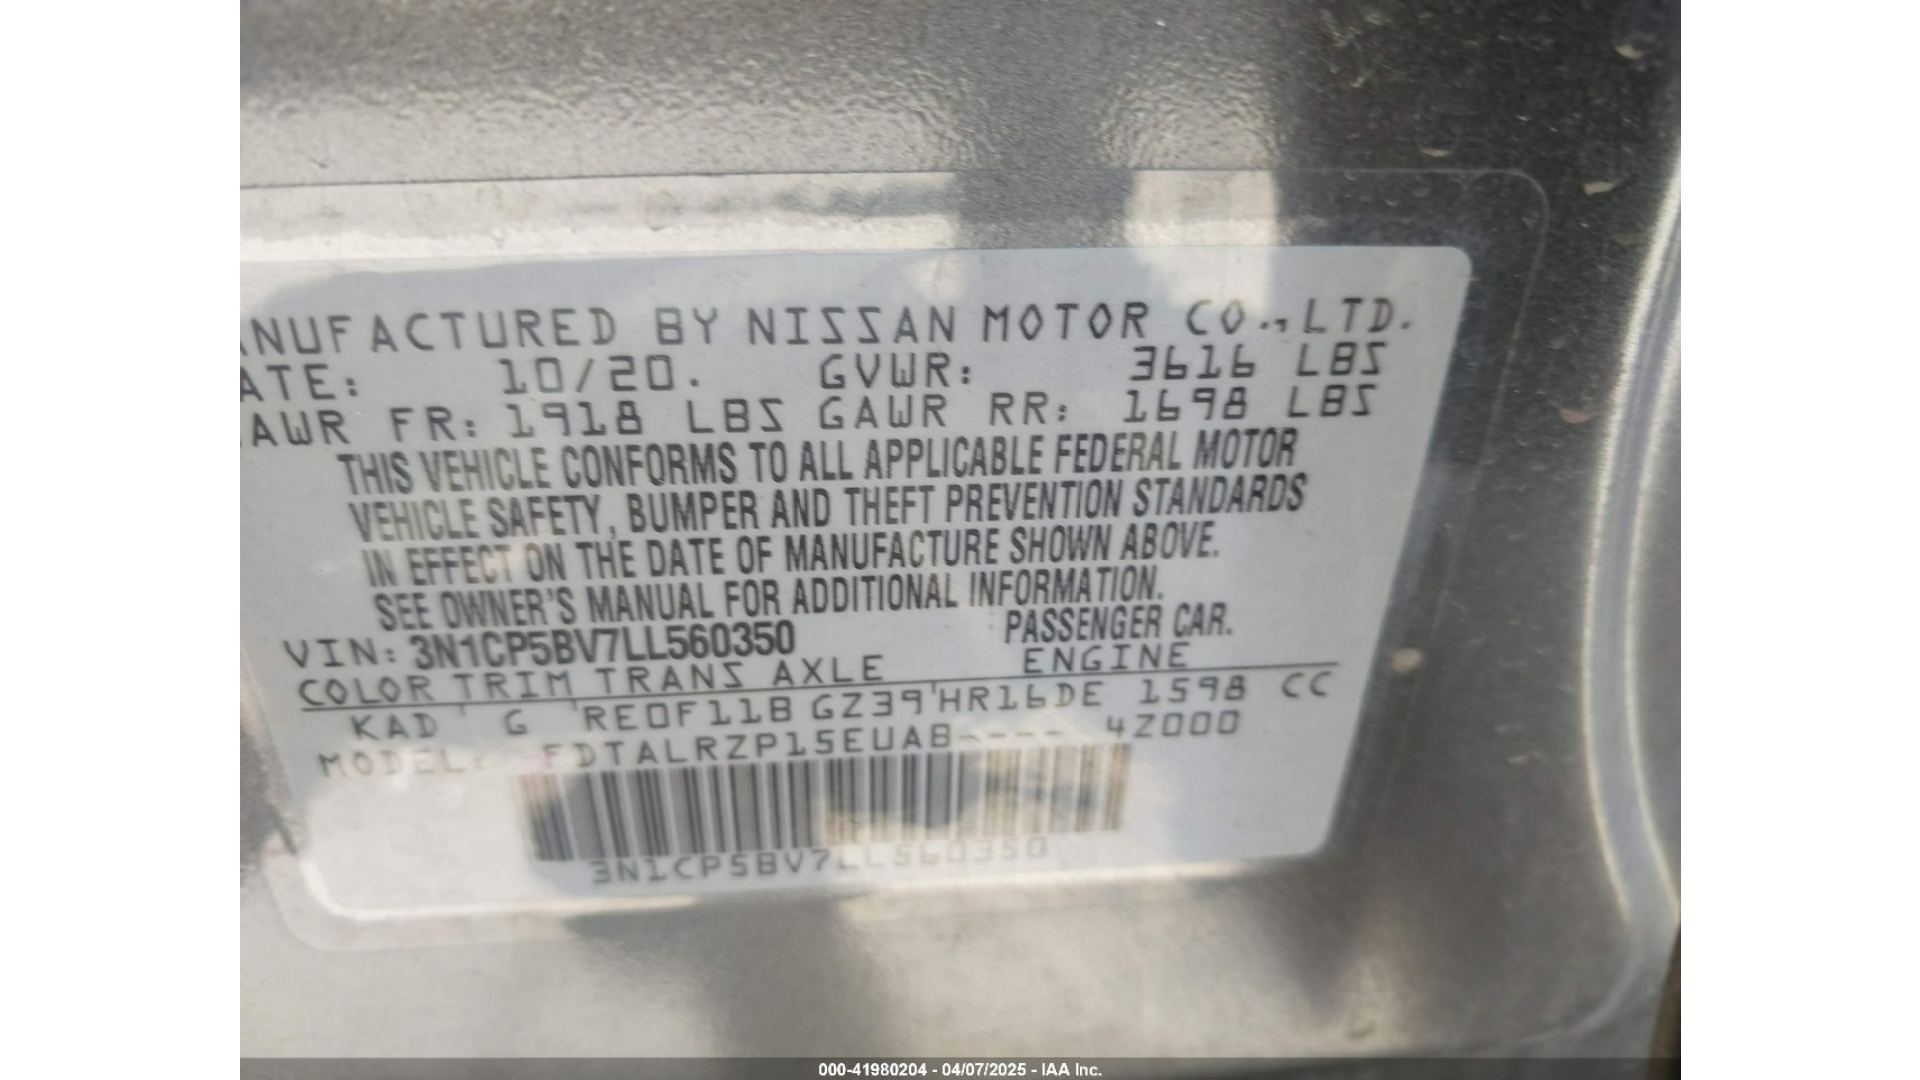 ANUFACTURED BY NISSAN MOTOR CO., LTD.
ATE: 10/20. GVWR: 3616 LBS
AWR FR: 1918 LBS GAWR RR: 1698 LBS
THIS VEHICLE CONFORMS TO ALL APPLICABLE FEDERAL MOTOR
VEHICLE SAFETY, BUMPER AND THEFT PREVENTION STANDARDS
IN EFFECT ON THE DATE OF MANUFACTURE SHOWN ABOVE.
SEE OWNER'S MANUAL FOR ADDITIONAL INFORMATION.
VIN: 3N1CP5BV7LL560350 PASSENGER CAR.
COLOR TRIM TRANS AXLE ENGINE
KAD G RE0F11B GZ39 HR16DE 1598 CC
MODEL: FDTALRZP15EUAB---- 4Z000
3N1CP5BV7LL560350
000-41980204 - 04/07/2025 - IAA Inc.